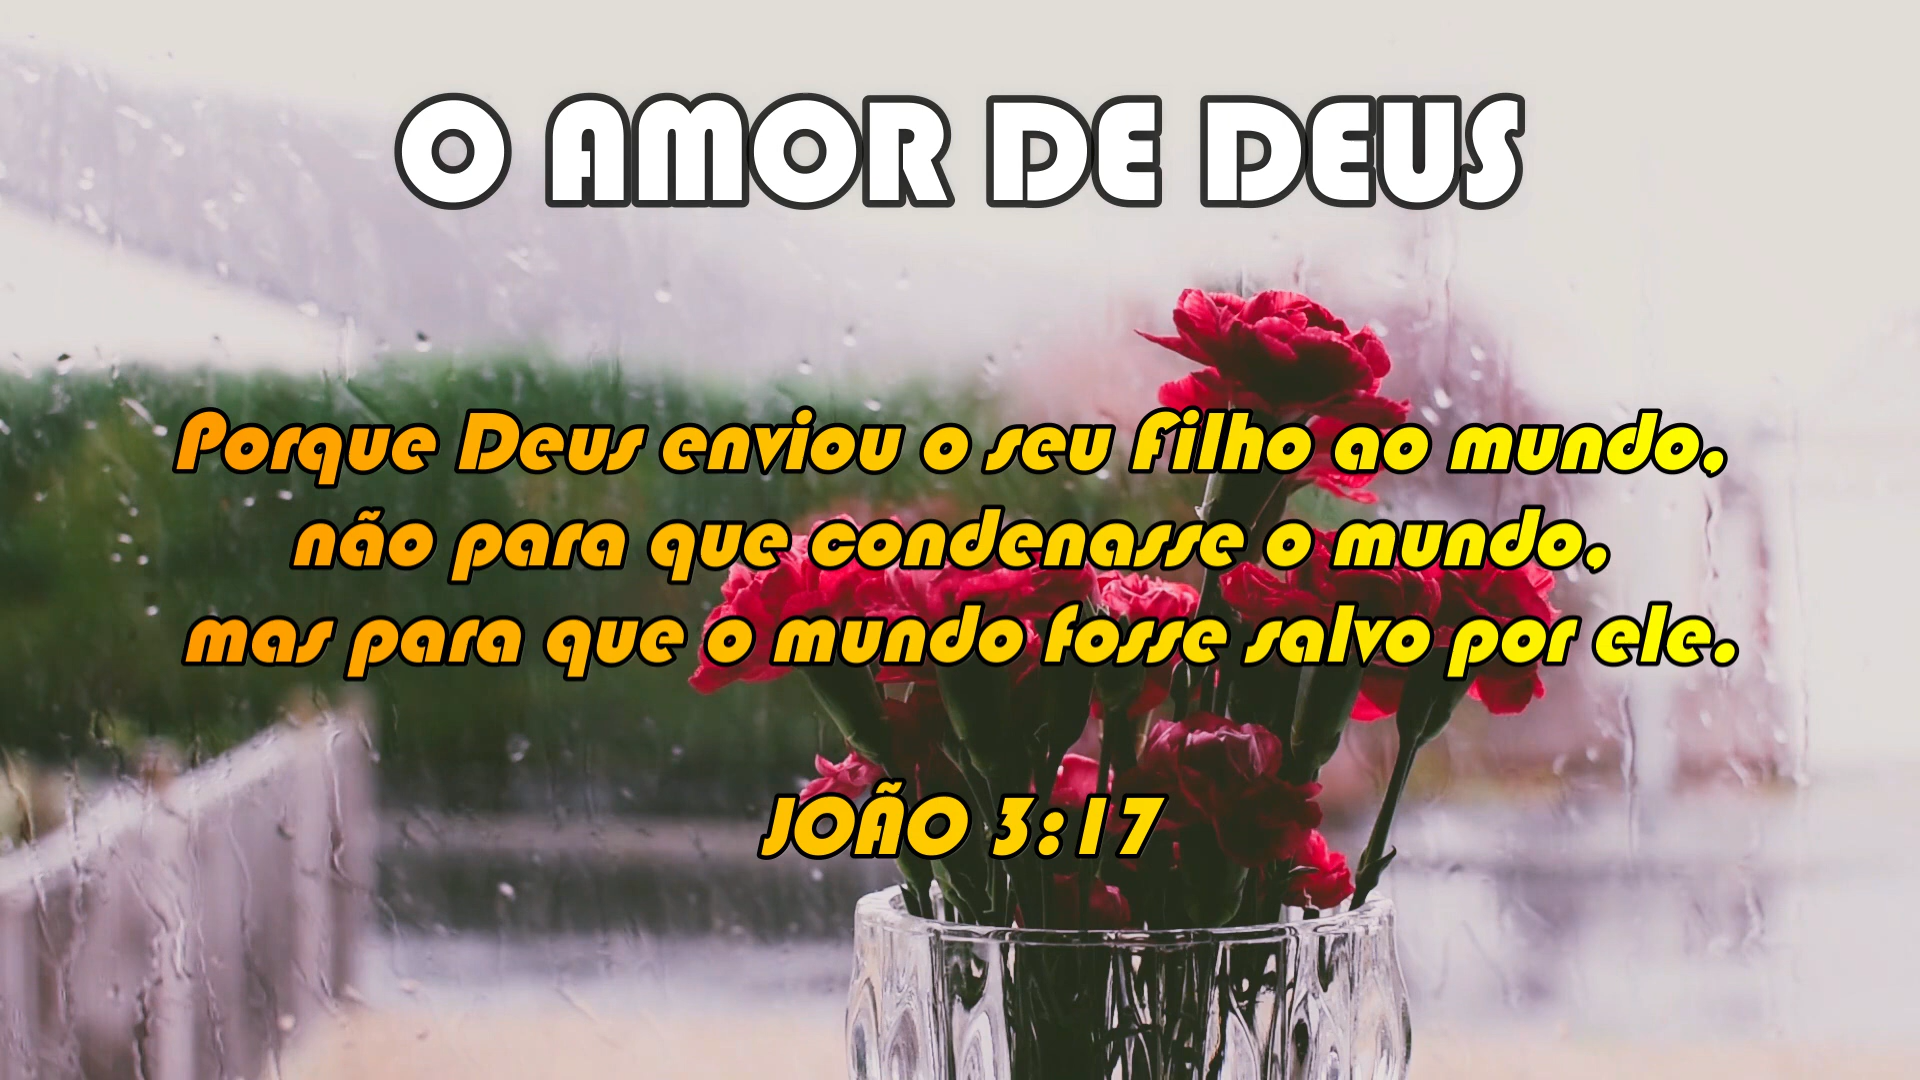 O AMOR DE DEUS
Porque Deus enviou o seu Filho ao mundo,
não para que condenasse o mundo,
mas para que o mundo fosse salvo por ele.
JOÃO 3:17